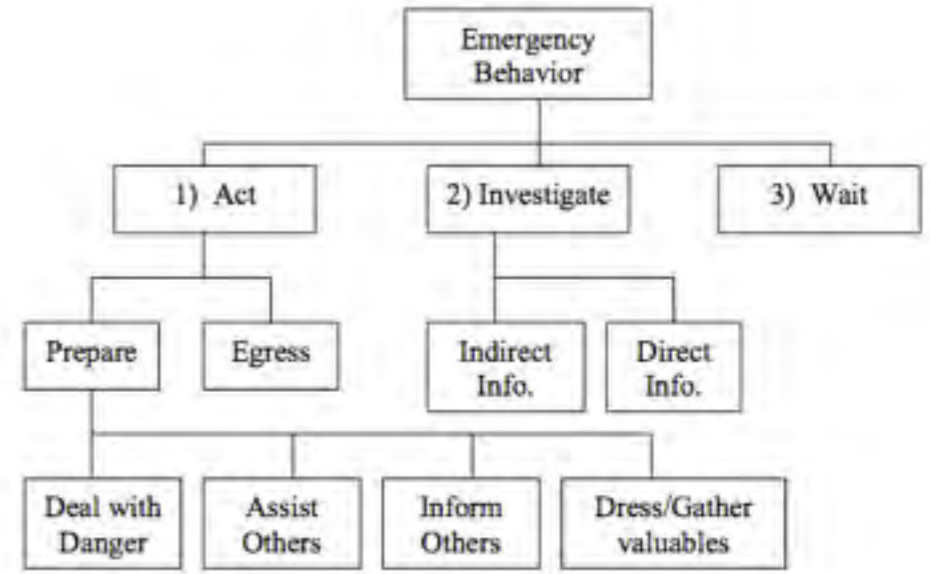 Emergency
Behavior
1) Act
2) Investigate
3) Wait
Prepare
Egress
Indirect
Info.
Direct
Info.
Deal with
Danger
Assist
Others
Inform
Others
Dress/Gather
valuables